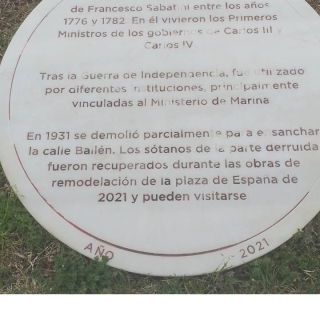 de Francesco Sabatini entre los años
1776 y 1782. En él vivieron los Primeros
Ministros de los gobiernos de Carlos III y
Carlos IV
Tras la Guerra de Independencia, fue utilizado
por diferentes instituciones, principalmente
vinculadas al Ministerio de Marina
En 1931 se demolió parcialmente para ensanchar
la calle Bailén. Los sótanos de la parte derruida
fueron recuperados durante las obras de
remodelación de la plaza de España de
2021 y pueden visitarse
AÑO 2021